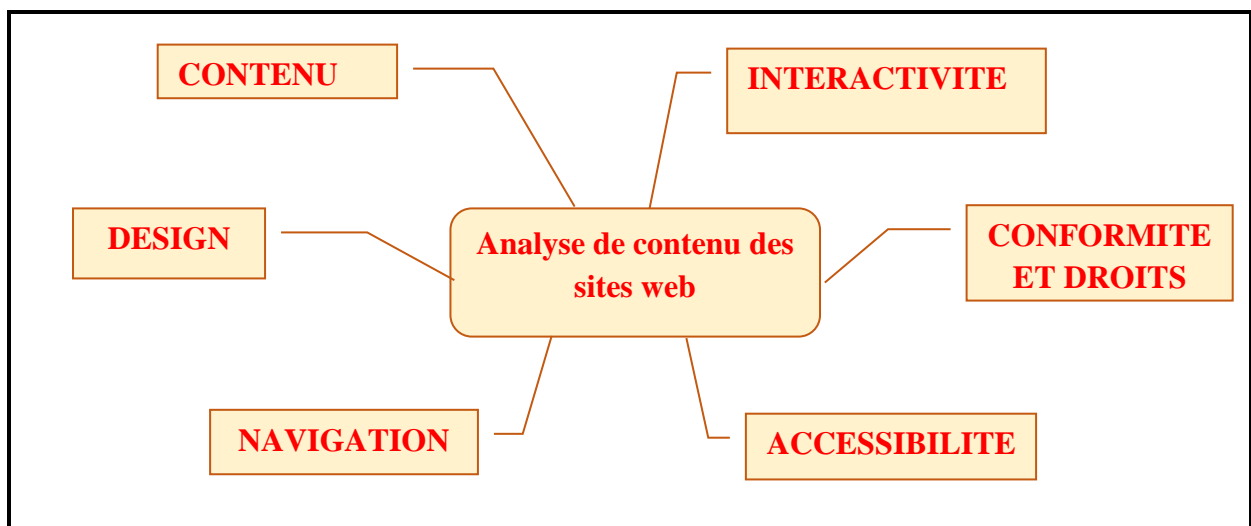 CONTENU
INTERACTIVITE
DESIGN
Analyse de contenu des
sites web
CONFORMITE
ET DROITS
NAVIGATION
ACCESSIBILITE